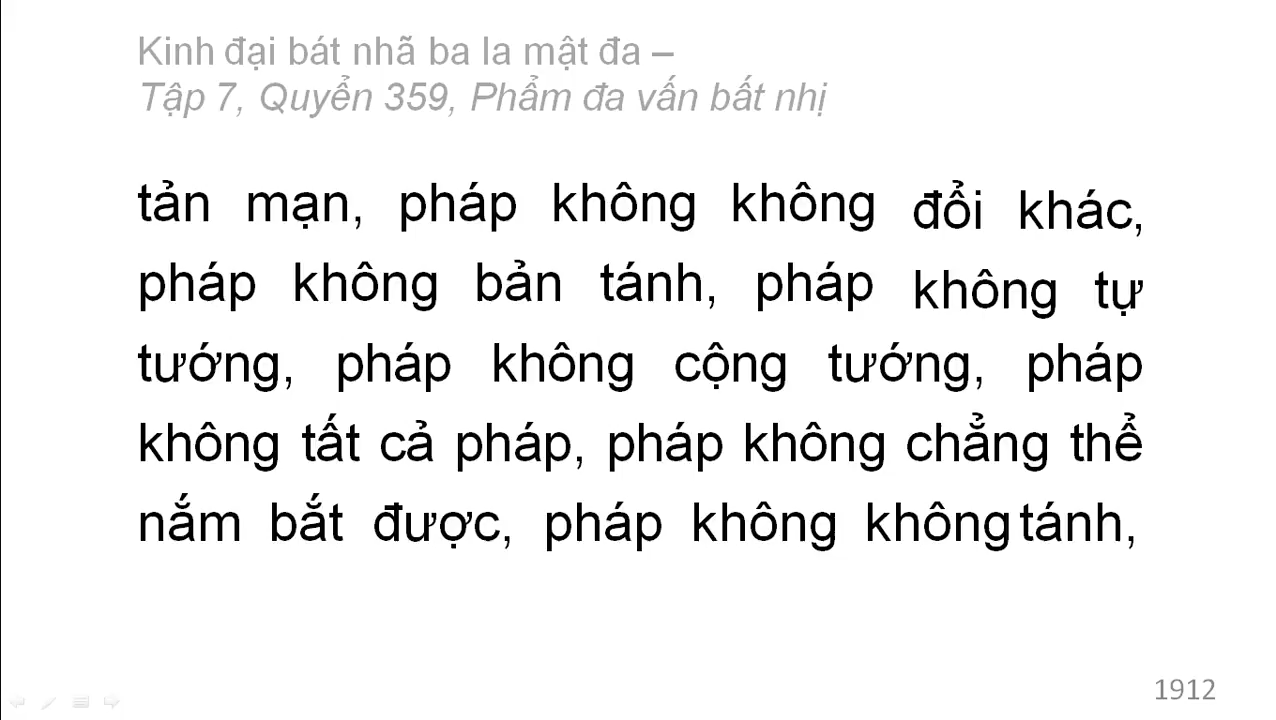 Kinh đại bát nhã ba la mật đa –
Tập 7, Quyển 359, Phẩm đa vấn bất nhị
tản mạn, pháp không không đổi khác,
pháp không bản tánh, pháp không tự
tướng, pháp không cộng tướng, pháp
không tất cả pháp, pháp không chẳng thể
nắm bắt được, pháp không không tánh,
1912